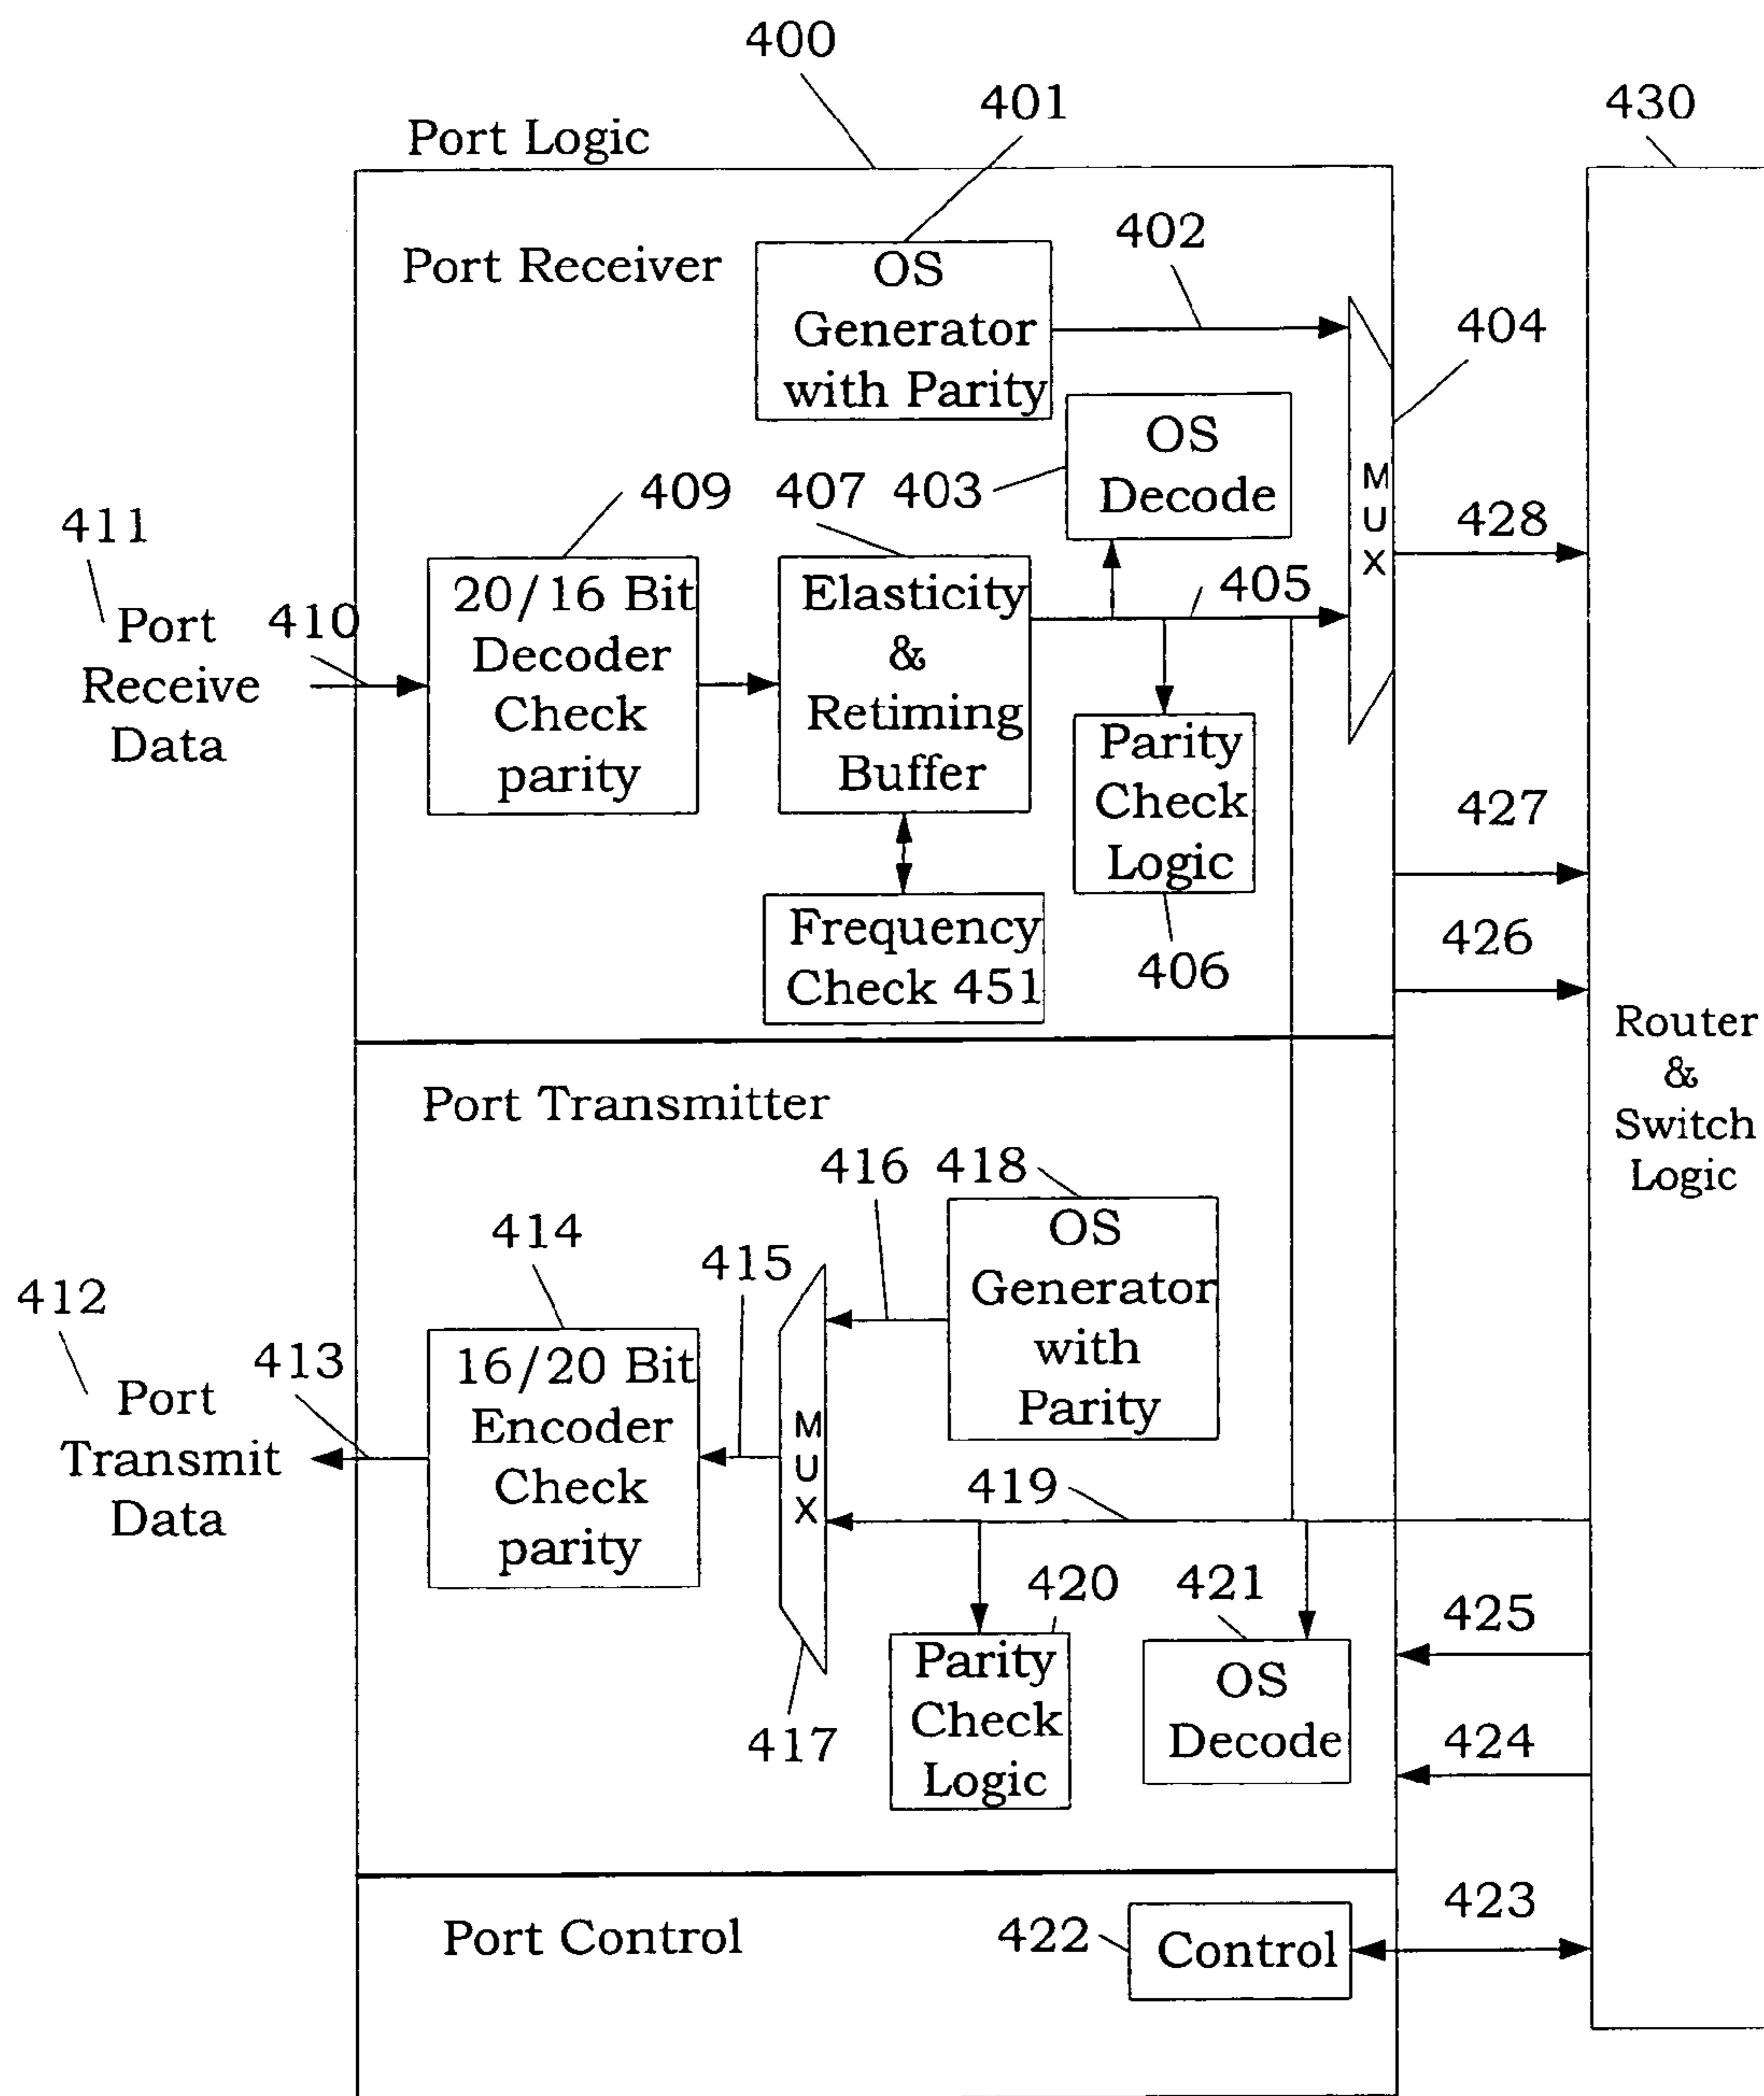 400
401
430
Port Logic
402
Port Receiver
OS
Generator
with Parity
404
OS
Decode
409
407
403
MUX
428
411
Port
Receive
Data
410
20/16 Bit
Decoder
Check
parity
Elasticity
&
Retiming
Buffer
405
Parity
Check
Logic
427
406
426
Frequency
Check 451
Router
&
Switch
Logic
Port Transmitter
416
418
OS
Generator
with
Parity
414
415
412
Port
Transmit
Data
413
16/20 Bit
Encoder
Check
parity
MUX
419
420
421
425
Parity
Check
Logic
OS
Decode
417
424
423
Port Control
422
Control